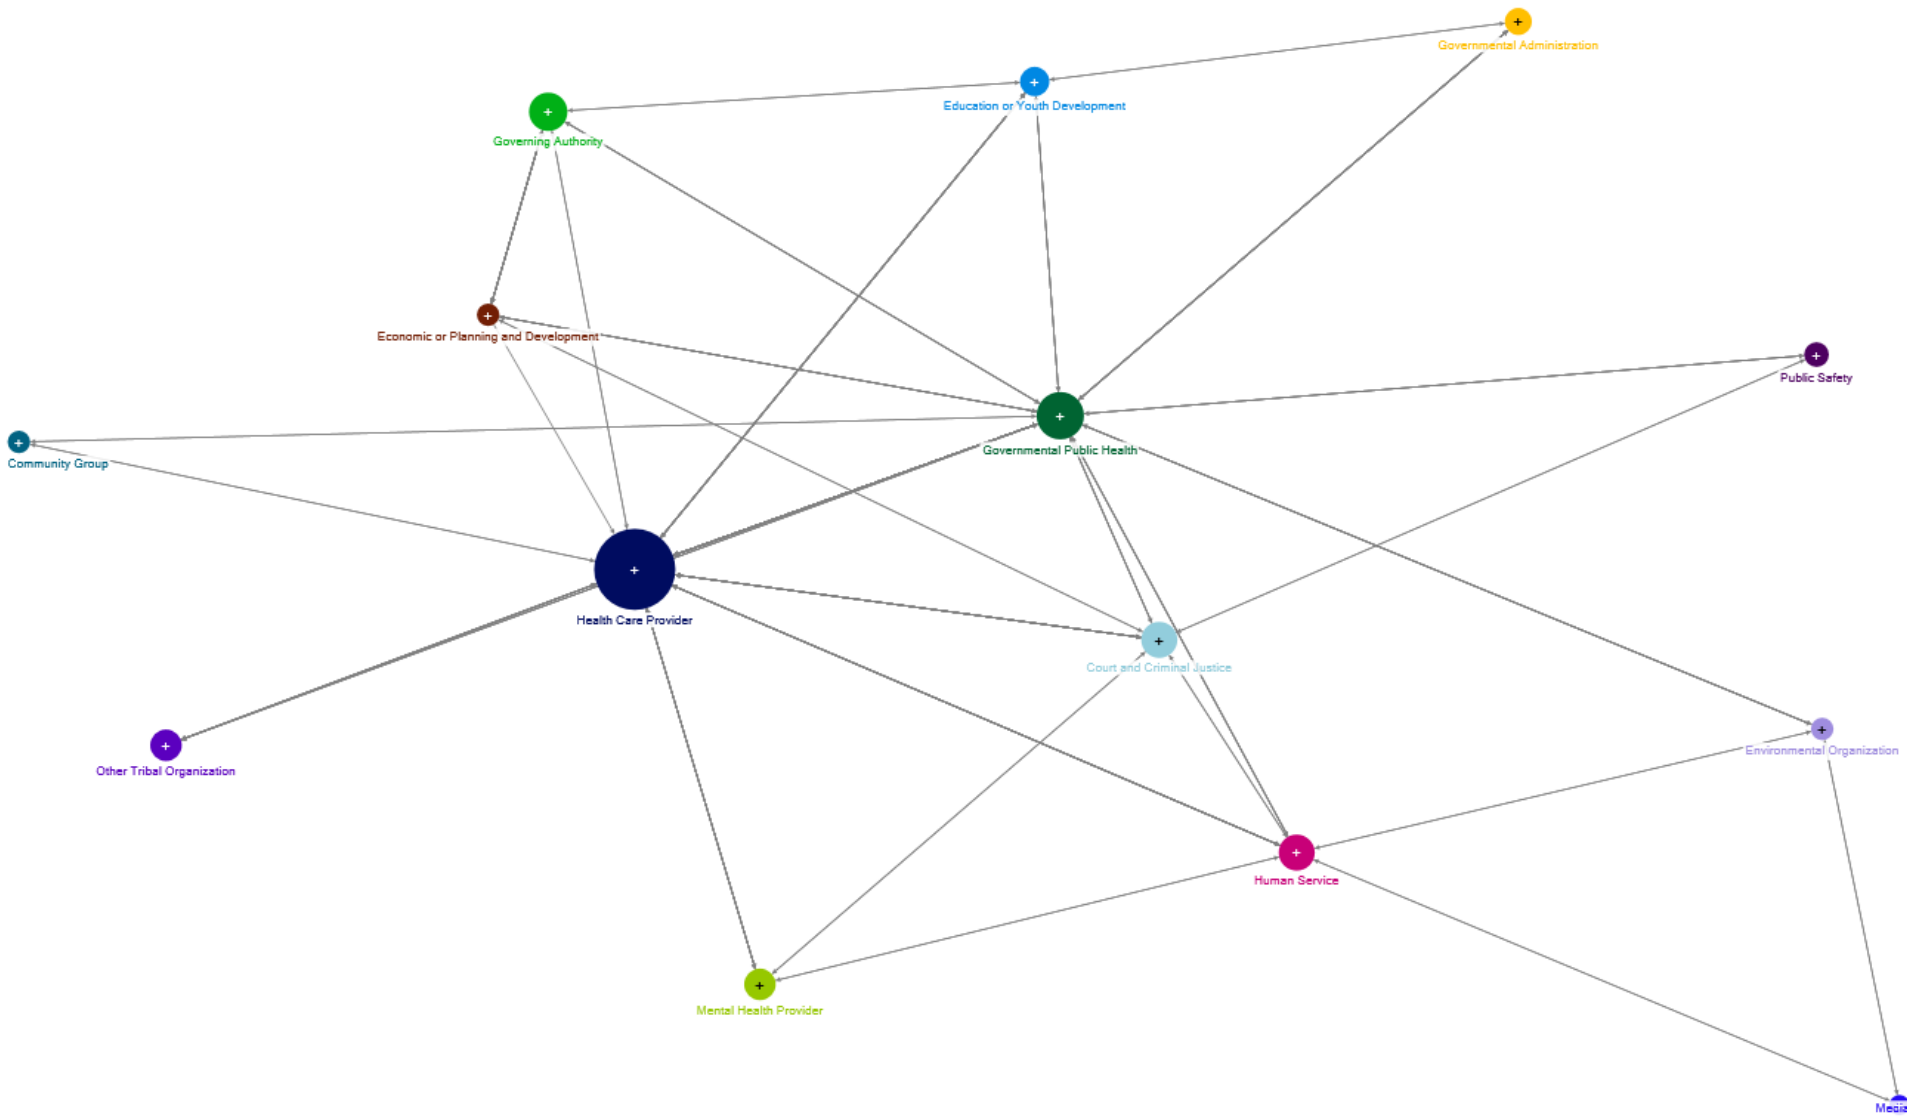 Governmental Administration
Education or Youth Development
Governing Authority
Economic or Planning and Development
Public Safety
Governmental Public Health
Community Group
Health Care Provider
Court and Criminal Justice
Environmental Organization
Other Tribal Organization
Human Service
Mental Health Provider
Media